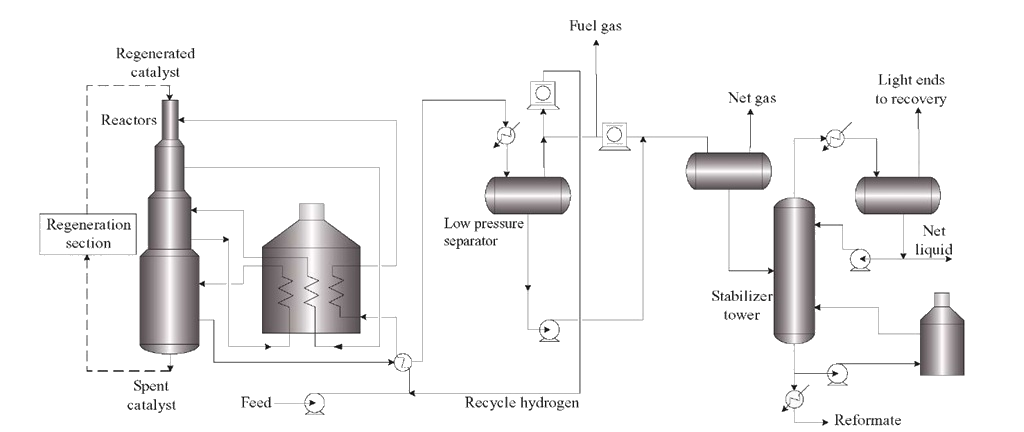 Fuel gas
Regenerated
catalyst
Reactors
Net gas
Light ends
to recovery
Regeneration
section
Low pressure
separator
Net
liquid
Stabilizer
tower
Spent
catalyst
Feed
Recycle hydrogen
Reformate